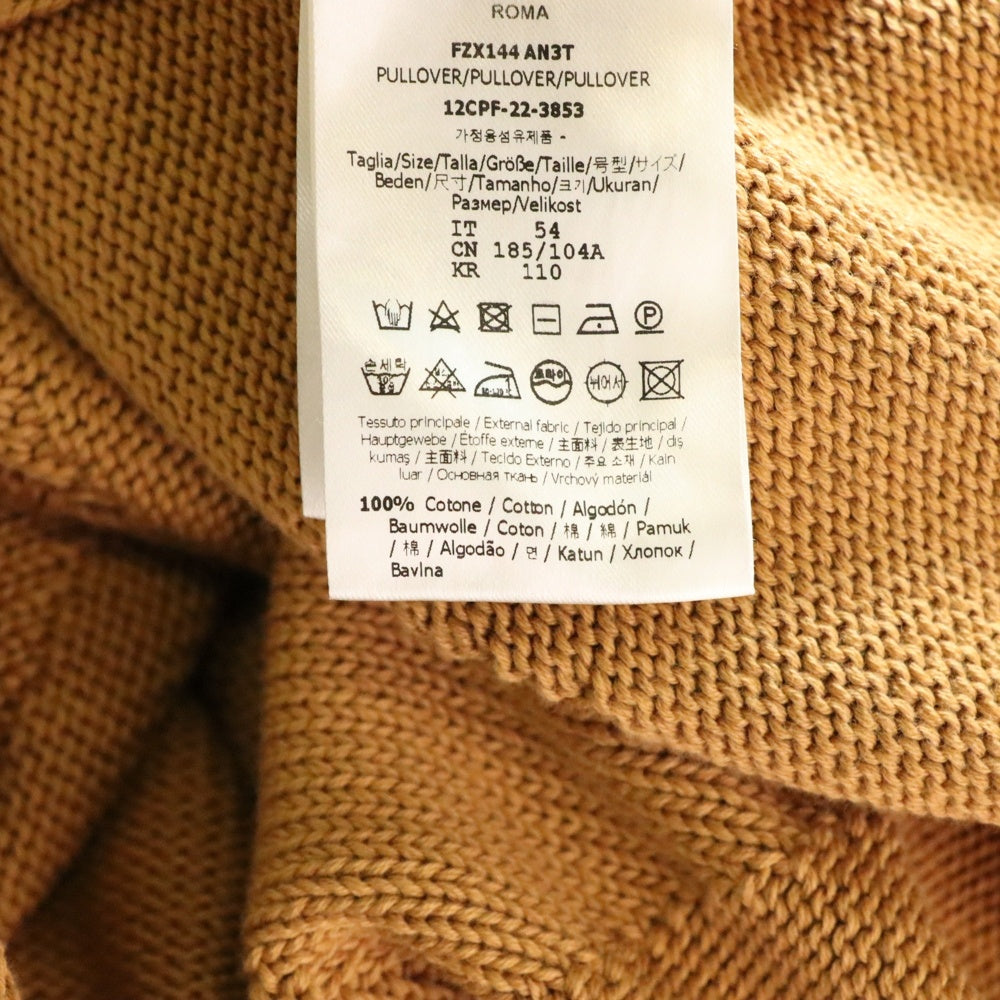 ROMA
FZX144 AN3T
PULLOVER/PULLOVER/PULLOVER
12CPF-22-3853
가정용섬유제품 -
Taglia/Size/Talla/Größe/Taille/号型/サイズ/
Beden/尺寸/Tamanho/크기/Ukuran/
Размер/Velikost
IT 54
CN 185/104A
KR 110
P
손세탁
드라이
뉘어서
Tessuto principale / External fabric / Tejido principal /
Hauptgewebe / Étoffe externe / 主面料 / 表生地 / dış
kumaş / 主面料 / Tecido Externo / 주요 소재 / Kain
luar / Основная ткань / Vrchový materiál
100% Cotone / Cotton / Algodón /
Baumwolle / Coton / 棉 / 綿 / Pamuk
/ 棉 / Algodão / 면 / Katun / Хлопок /
Bavlna